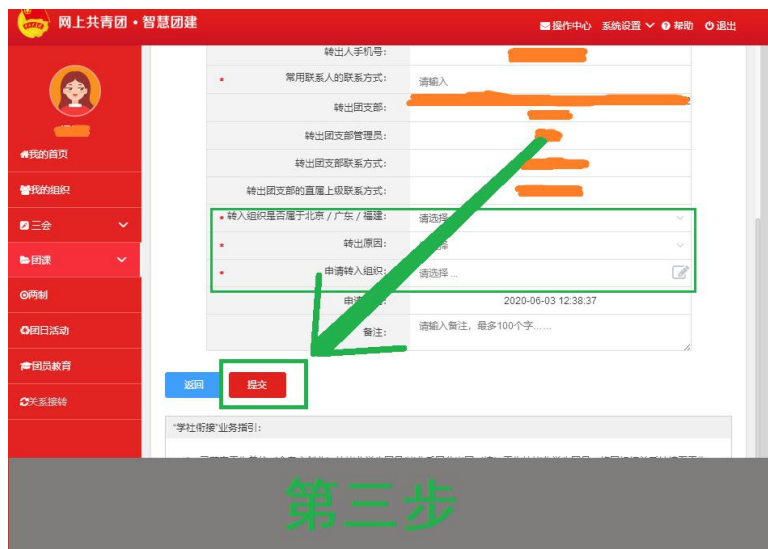 网上共青团·智慧团建
操作中心 系统设置 帮助 退出
转出人手机号:
* 常用联系人的联系方式: 请输入
转出团支部:
转出团支部管理员:
我的首页
转出团支部联系方式:
我的组织
转出团支部的直属上级联系方式:
三会
* 转入组织是否属于北京/广东/福建: 请选择
* 转出原因:
团课
* 申请转入组织: 请选择...
两制
2020-06-03 12:38:37
团日活动
备注: 请输入备注,最多100个字......
团员教育
返回 提交
关系接转
"学社衔接"业务指引:
第三步